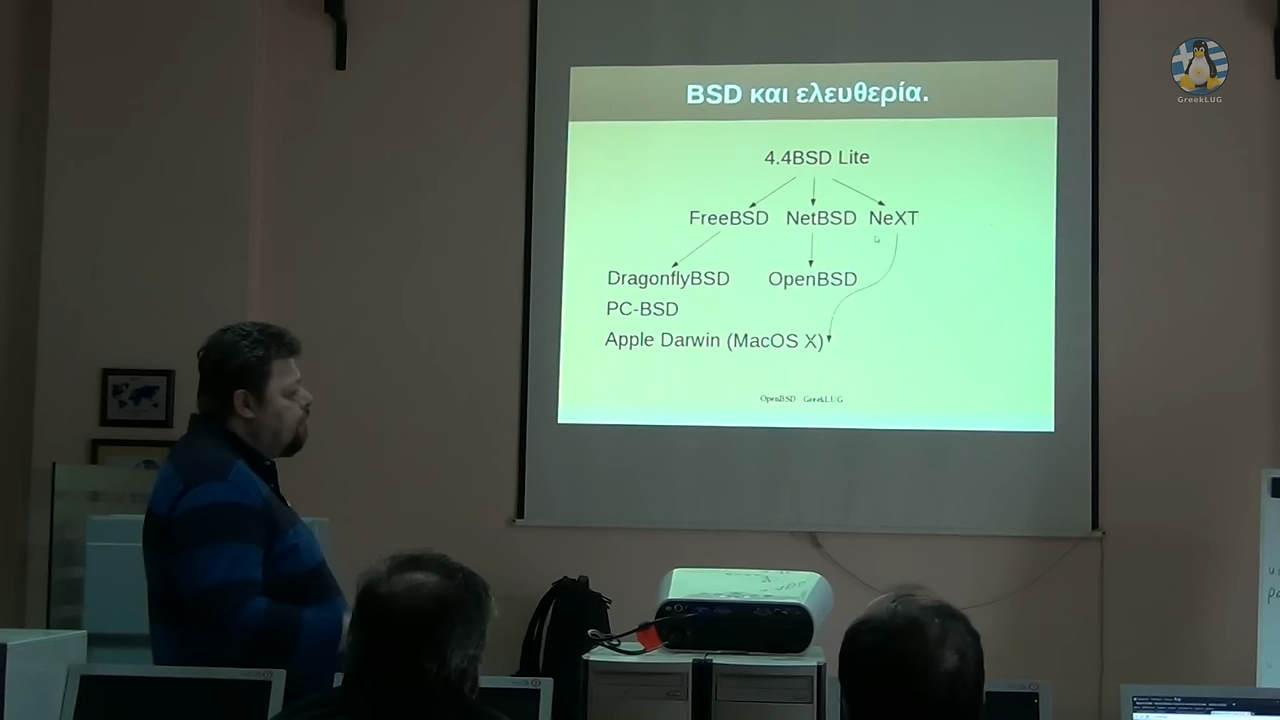 BSD και ελευθερία.
4.4BSD Lite
FreeBSD NetBSD NeXT
DragonflyBSD OpenBSD
PC-BSD
Apple Darwin (MacOS X)
OpenBSD GreekLUG
GreekLUG